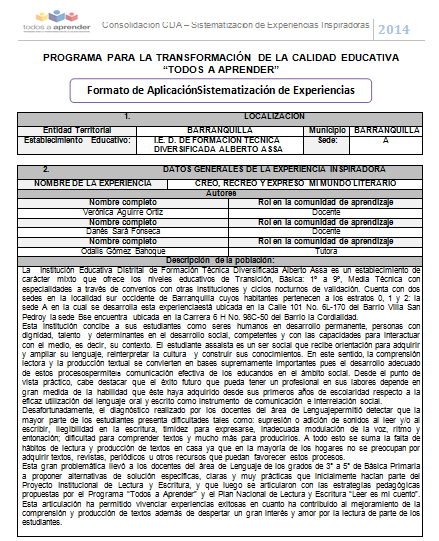 todos a aprender
Consolidación CDA – Sistematización de Experiencias Inspiradoras
2014
PROGRAMA PARA LA TRANSFORMACIÓN DE LA CALIDAD EDUCATIVA
“TODOS A APRENDER”
Formato de AplicaciónSistematización de Experiencias
1. LOCALIZACIÓN
Entidad Territorial BARRANQUILLA Municipio BARRANQUILLA
Establecimiento Educativo: I.E. D. DE FORMACIÓN TÉCNICA DIVERSIFICADA ALBERTO ASSA Sede: A
2. DATOS GENERALES DE LA EXPERIENCIA INSPIRADORA
NOMBRE DE LA EXPERIENCIA CREO, RECREO Y EXPRESO MI MUNDO LITERARIO
Autores
Nombre completo Rol en la comunidad de aprendizaje
Verónica Aguirre Ortiz Docente
Nombre completo Rol en la comunidad de aprendizaje
Danés Sará Fonseca Docente
Nombre completo Rol en la comunidad de aprendizaje
Odalis Gómez Bahoque Tutora
Descripción de la población:
La Institución Educativa Distrital de Formación Técnica Diversificada Alberto Assa es un establecimiento de
carácter mixto que ofrece los niveles educativos de Transición, Básica: 1º a 9º, Media Técnica con
especialidades a través de convenios con otras Instituciones y ciclos nocturnos de validación. Cuenta con dos
sedes en la localidad sur occidente de Barranquilla cuyos habitantes pertenecen a los estratos 0, 1 y 2: la
sede A en la cual se desarrolla esta experienciaestá ubicada en la Calle 101 No. 6L-170 del Barrio Villa San
Pedroy la sede Bse encuentra ubicada en la Carrera 6 H No. 98C-50 del Barrio la Cordialidad.
Esta Institución concibe a sus estudiantes como seres humanos en desarrollo permanente, personas con
dignidad, talento y determinantes en el desarrollo social, competentes y con las capacidades para interactuar
con el medio, es decir, su contexto. El estudiante assaista es un ser social que recibe orientación para adquirir
y ampliar su lenguaje, reinterpretar la cultura y construir sus conocimientos. En este sentido, la comprensión
lectora y la producción textual se convierten en bases supremamente importantes pues el desarrollo adecuado
de estos procesospermitela comunicación efectiva de los educandos en el ámbito social. Desde el punto de
vista práctico, cabe destacar que el éxito futuro que pueda tener un profesional en sus labores depende en
gran medida de la habilidad que éste haya adquirido desde sus primeros años de escolaridad respecto a la
eficaz utilización del lenguaje oral y escrito como instrumento de comunicación e interrelación social.
Desafortunadamente, el diagnóstico realizado por los docentes del área de Lenguajepermitió detectar que la
mayor parte de los estudiantes presenta dificultades tales como: supresión o adición de sonidos al leer y/o al
escribir, ilegibilidad en la escritura, timidez para expresarse, inadecuada modulación de la voz, ritmo y
entonación; dificultad para comprender textos y mucho más para producirlos. A todo esto se suma la falta de
hábitos de lectura y producción de textos en casa ya que en la mayoría de los hogares no se preocupan por
adquirir textos, revistas, periódicos u otros recursos que puedan favorecer estos procesos.
Esta gran problemática llevó a los docentes del área de Lenguaje de los grados de 3° a 5° de Básica Primaria
a proponer alternativas de solución específicas, claras y muy prácticas que inicialmente hacían parte del
Proyecto Institucional de Lectura y Escritura, y que luego se articularon con las estrategias pedagógicas
propuestas por el Programa “Todos a Aprender” y el Plan Nacional de Lectura y Escritura “Leer es mi cuento”.
Esta articulación ha permitido vivenciar experiencias exitosas en cuanto ha contribuido al mejoramiento de la
comprensión y producción de textos además de despertar un gran interés y amor por la lectura de parte de los
estudiantes.